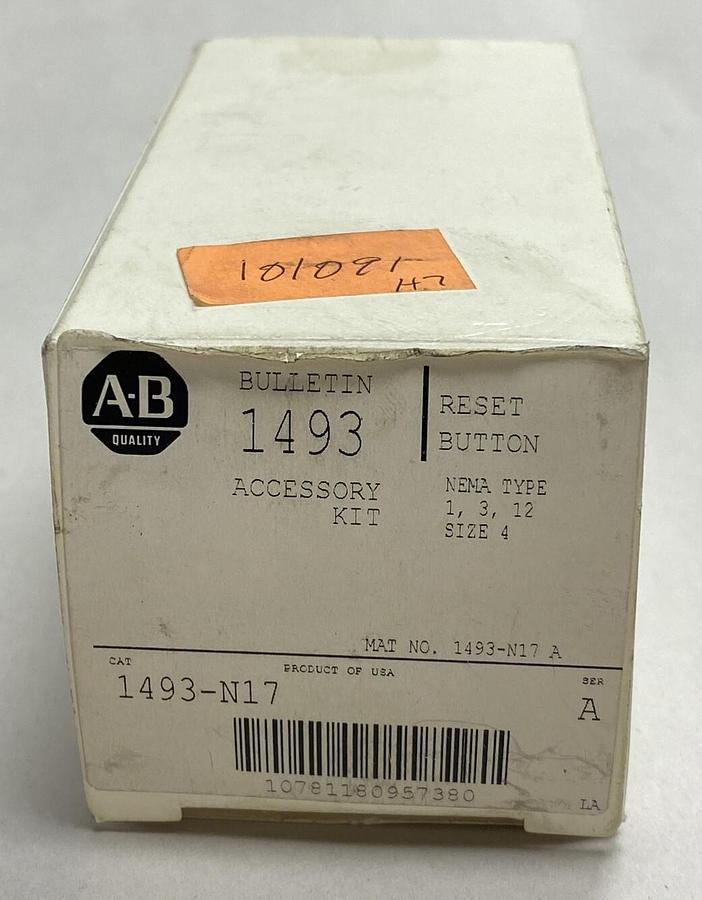 101091
H7
A-B
QUALITY
BULLETIN
1493
ACCESSORY
KIT
RESET
BUTTON
NEMA TYPE
1, 3, 12
SIZE 4
MAT NO. 1493-N17 A
CAT
PRODUCT OF USA
SER
1493-N17
A
10781180957380
LA